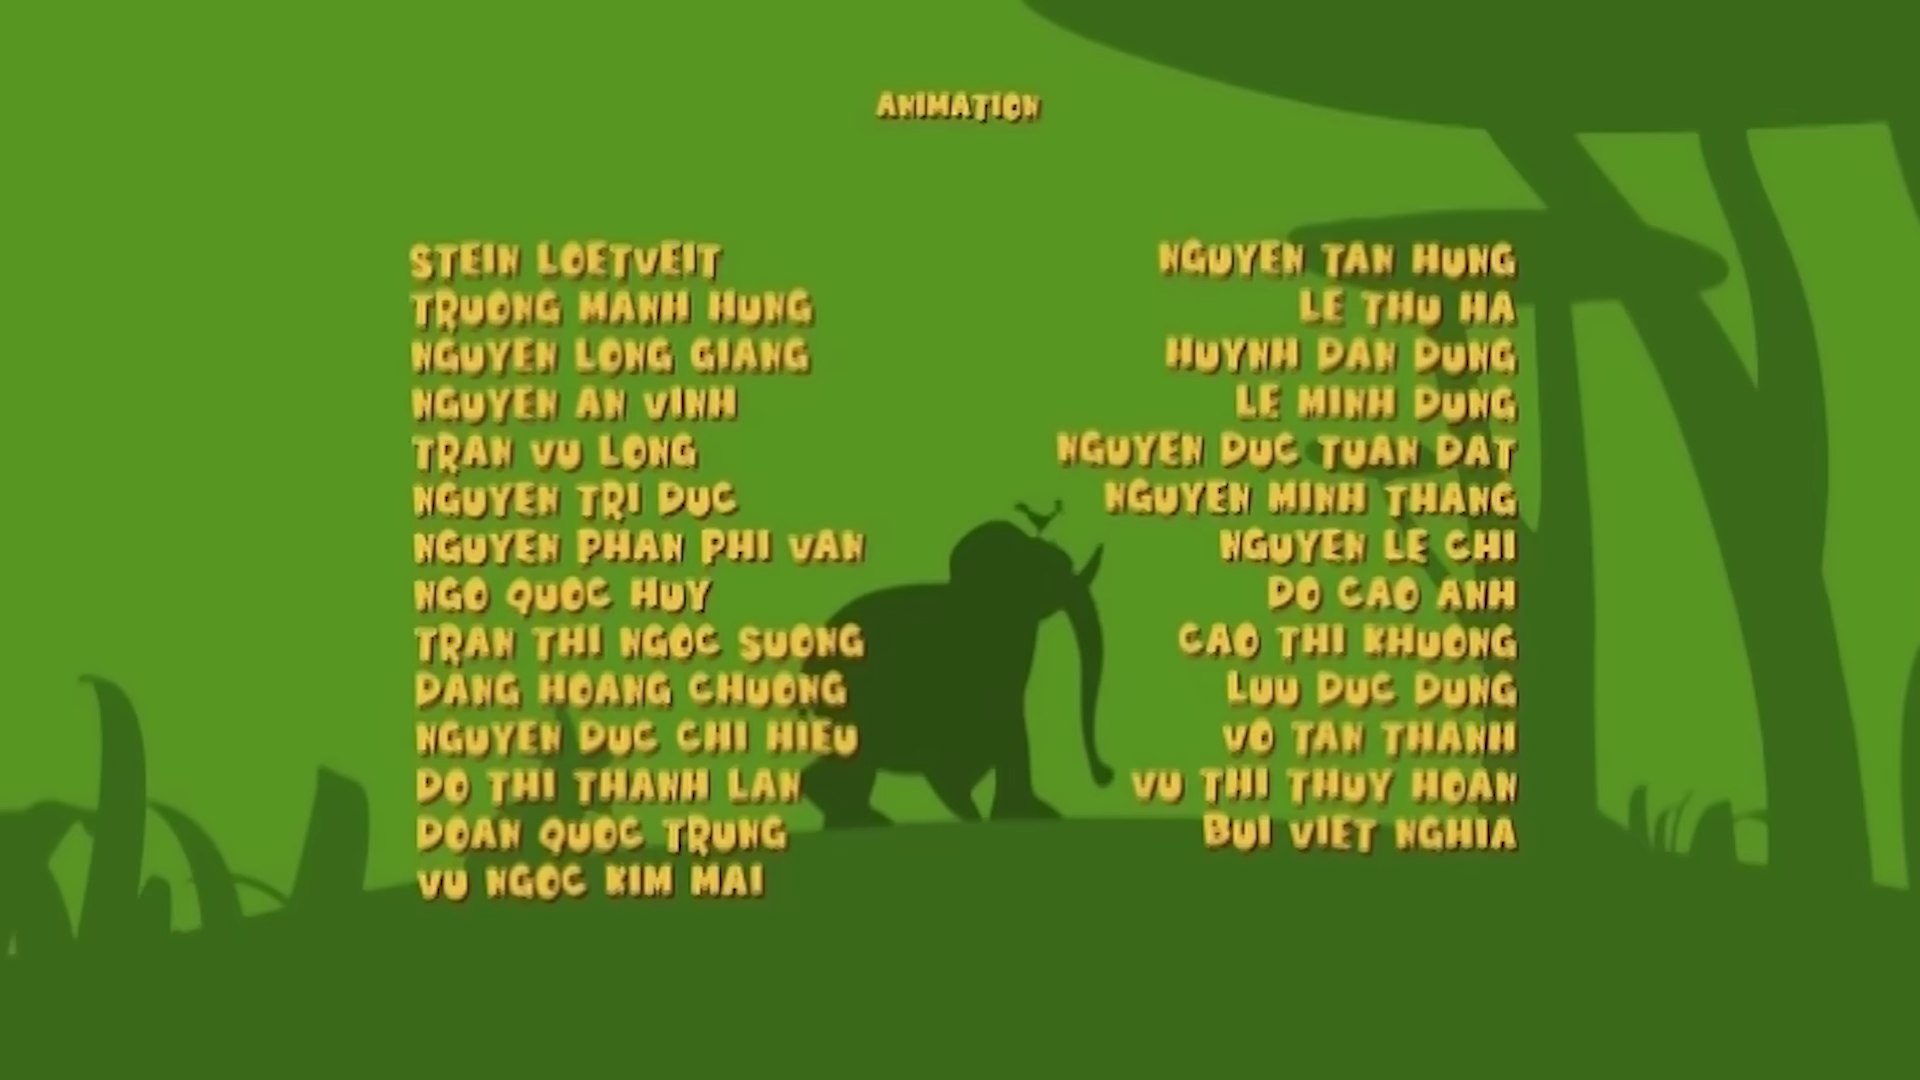 ANIMATION
STEIN LOETVEIT
TRUONG MANH HUNG
NGUYEN LONG GIANG
NGUYEN AN VINH
TRAN VU LONG
NGUYEN TRI DUC
NGUYEN PHAN PHI VAN
NGO QUOC HUY
TRAN THI NGOC SUONG
DANG HOANG CHUONG
NGUYEN DUC CHI HIEU
DO THI THANH LAN
DOAN QUOC TRUNG
VU NGOC KIM MAI
NGUYEN TAN HUNG
LE THU HA
HUYNH DAN DUNG
LE MINH DUNG
NGUYEN DUC TUAN DAT
NGUYEN MINH THANG
NGUYEN LE CHI
DO CAO ANH
CAO THI KHUONG
LUU DUC DUNG
VO TAN THANH
VU THI THUY HOAN
BUI VIET NGHIA